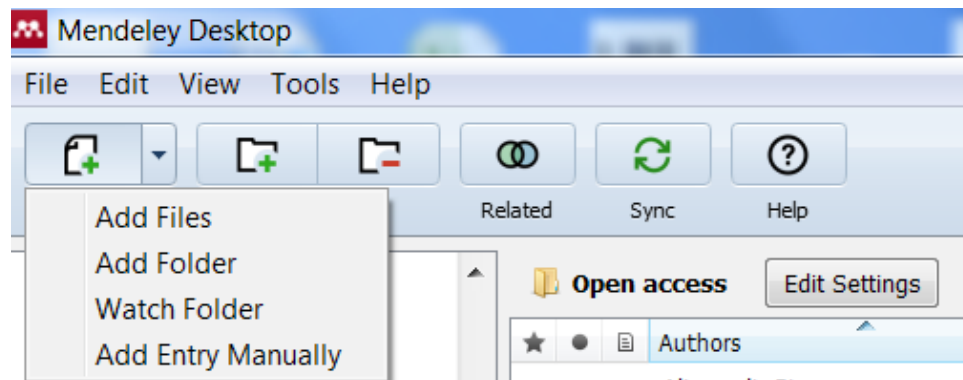 Mendeley Desktop
File Edit View Tools Help
Related Sync Help
Add Files
Add Folder
Watch Folder
Add Entry Manually
Open access Edit Settings
Authors